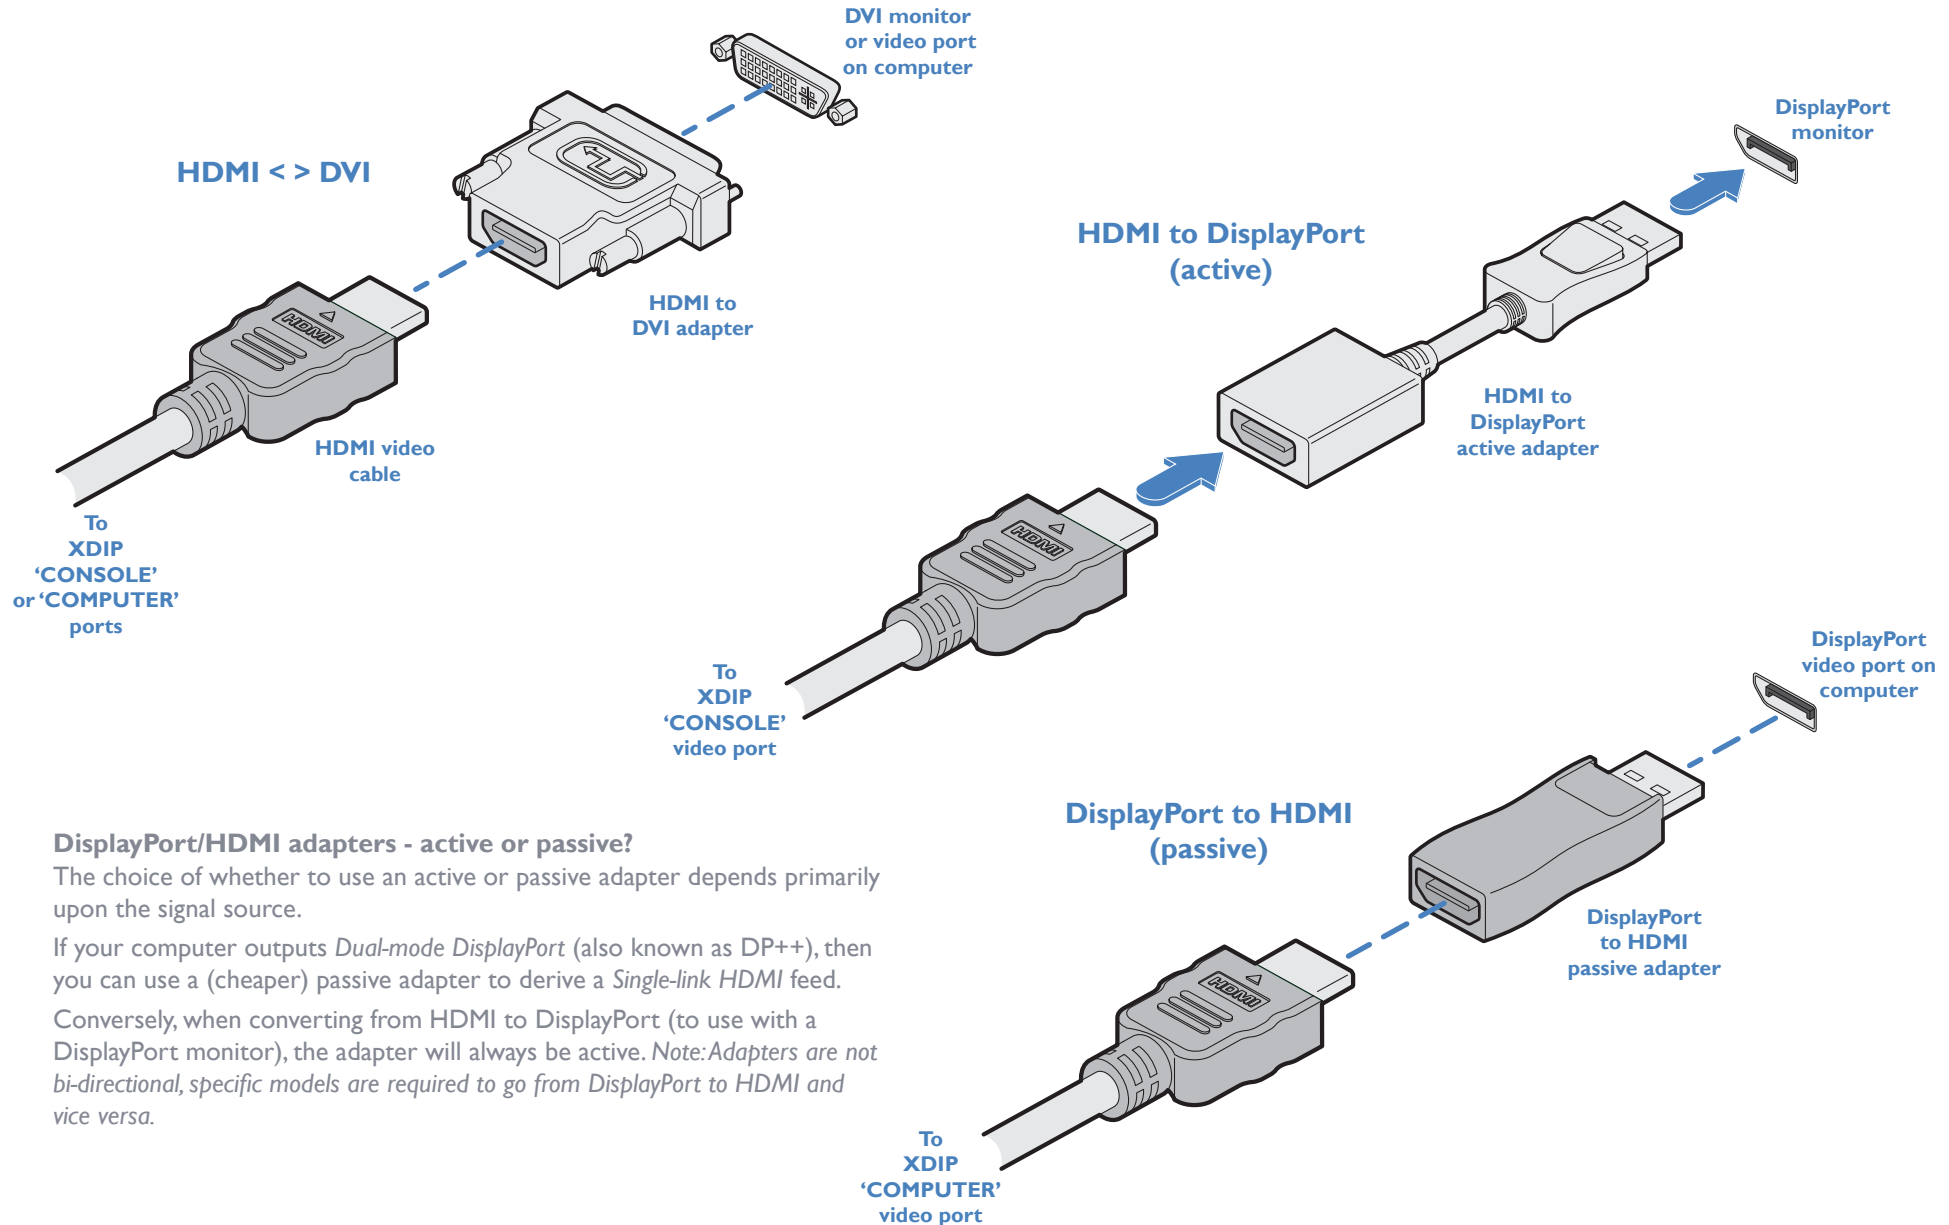 DVI monitor
or video port
on computer
HDMI < > DVI
HDMI to
DVI adapter
HDMI
HDMI video
cable
To
XDIP
‘CONSOLE’
or ‘COMPUTER’
ports
DisplayPort
monitor
HDMI to DisplayPort
(active)
HDMI to
DisplayPort
active adapter
HDMI
To
XDIP
‘CONSOLE’
video port
DisplayPort
video port on
computer
DisplayPort to HDMI
(passive)
DisplayPort
to HDMI
passive adapter
HDMI
To
XDIP
‘COMPUTER’
video port
DisplayPort/HDMI adapters - active or passive?
The choice of whether to use an active or passive adapter depends primarily
upon the signal source.
If your computer outputs Dual-mode DisplayPort (also known as DP++), then
you can use a (cheaper) passive adapter to derive a Single-link HDMI feed.
Conversely, when converting from HDMI to DisplayPort (to use with a
DisplayPort monitor), the adapter will always be active. Note: Adapters are not
bi-directional, specific models are required to go from DisplayPort to HDMI and
vice versa.